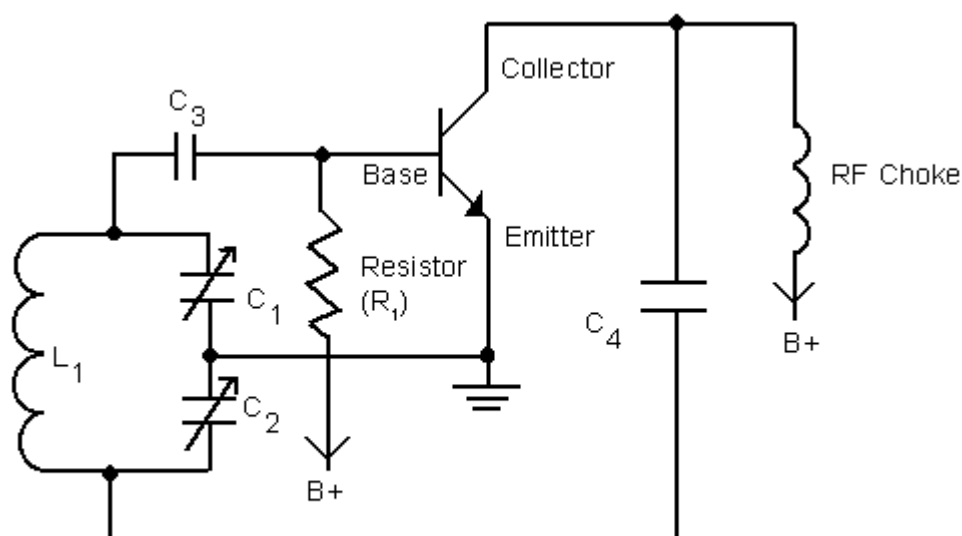 Collector
C3
Base
RF Choke
Emitter
Resistor
(R1)
C1
C4
L1
B+
C2
B+